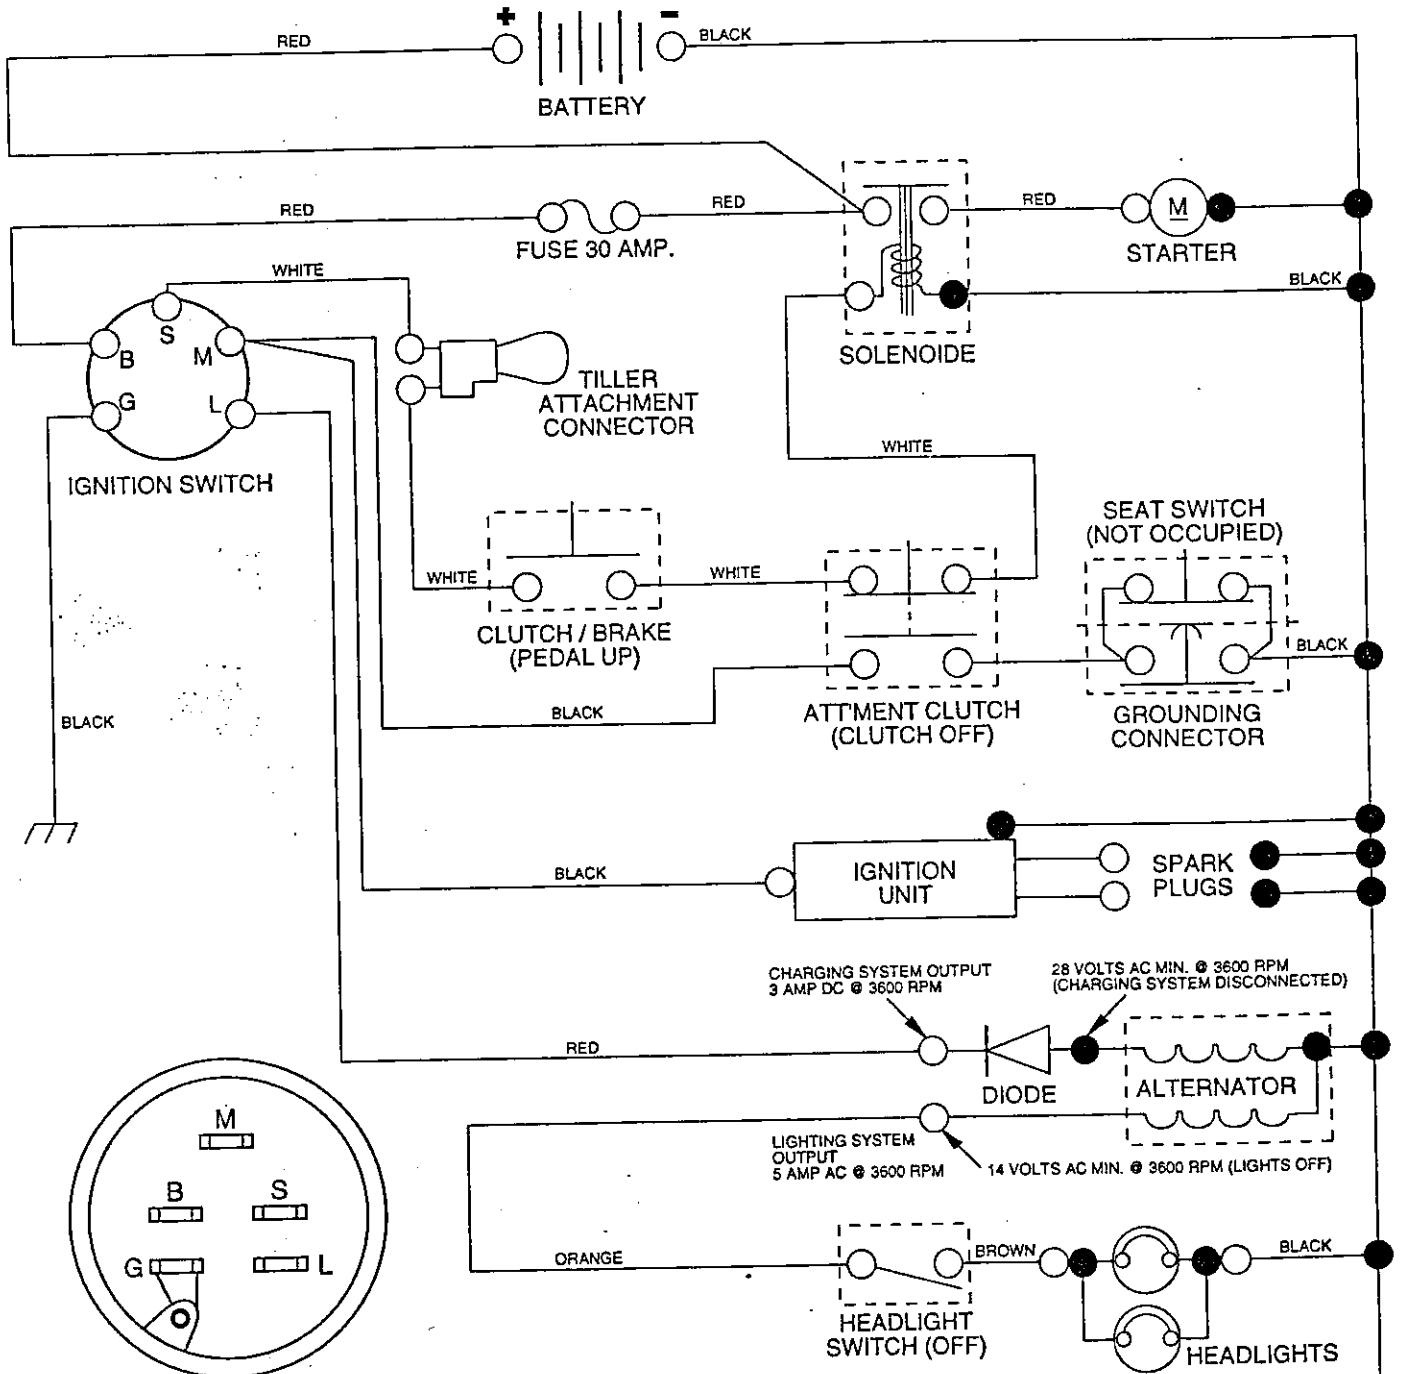 + -
RED
BLACK
BATTERY
RED
RED
RED
M
FUSE 30 AMP.
STARTER
WHITE
BLACK
S
B
M
G
L
SOLENOIDE
TILLER
ATTACHMENT
CONNECTOR
WHITE
IGNITION SWITCH
SEAT SWITCH
(NOT OCCUPIED)
WHITE
WHITE
CLUTCH / BRAKE
(PEDAL UP)
BLACK
BLACK
BLACK
ATT'MENT CLUTCH
(CLUTCH OFF)
GROUNDING
CONNECTOR
BLACK
IGNITION
UNIT
SPARK
PLUGS
CHARGING SYSTEM OUTPUT
3 AMP DC @ 3600 RPM
28 VOLTS AC MIN. @ 3600 RPM
(CHARGING SYSTEM DISCONNECTED)
RED
DIODE
ALTERNATOR
LIGHTING SYSTEM
OUTPUT
5 AMP AC @ 3600 RPM
14 VOLTS AC MIN. @ 3600 RPM (LIGHTS OFF)
M
B
S
G
L
ORANGE
BROWN
BLACK
HEADLIGHT
SWITCH (OFF)
HEADLIGHTS